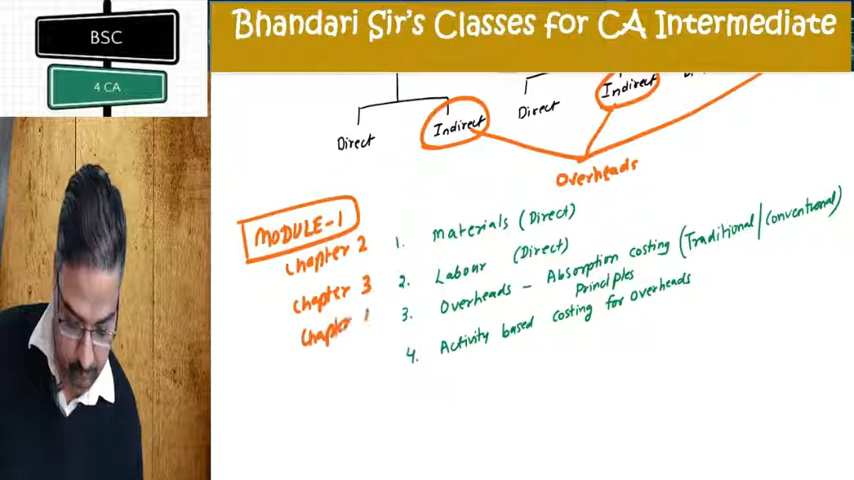 BSC
4 CA
Bhandari Sir's Classes for CA Intermediate
Direct
Indirect
Direct
Indirect
Overheads
MODULE-1
Chapter 2 1. Materials (Direct)
Chapter 3 2. Labour (Direct)
Chapter 3. Overheads - Absorption costing (Traditional/Conventional)
Principles
4. Activity based costing for overheads